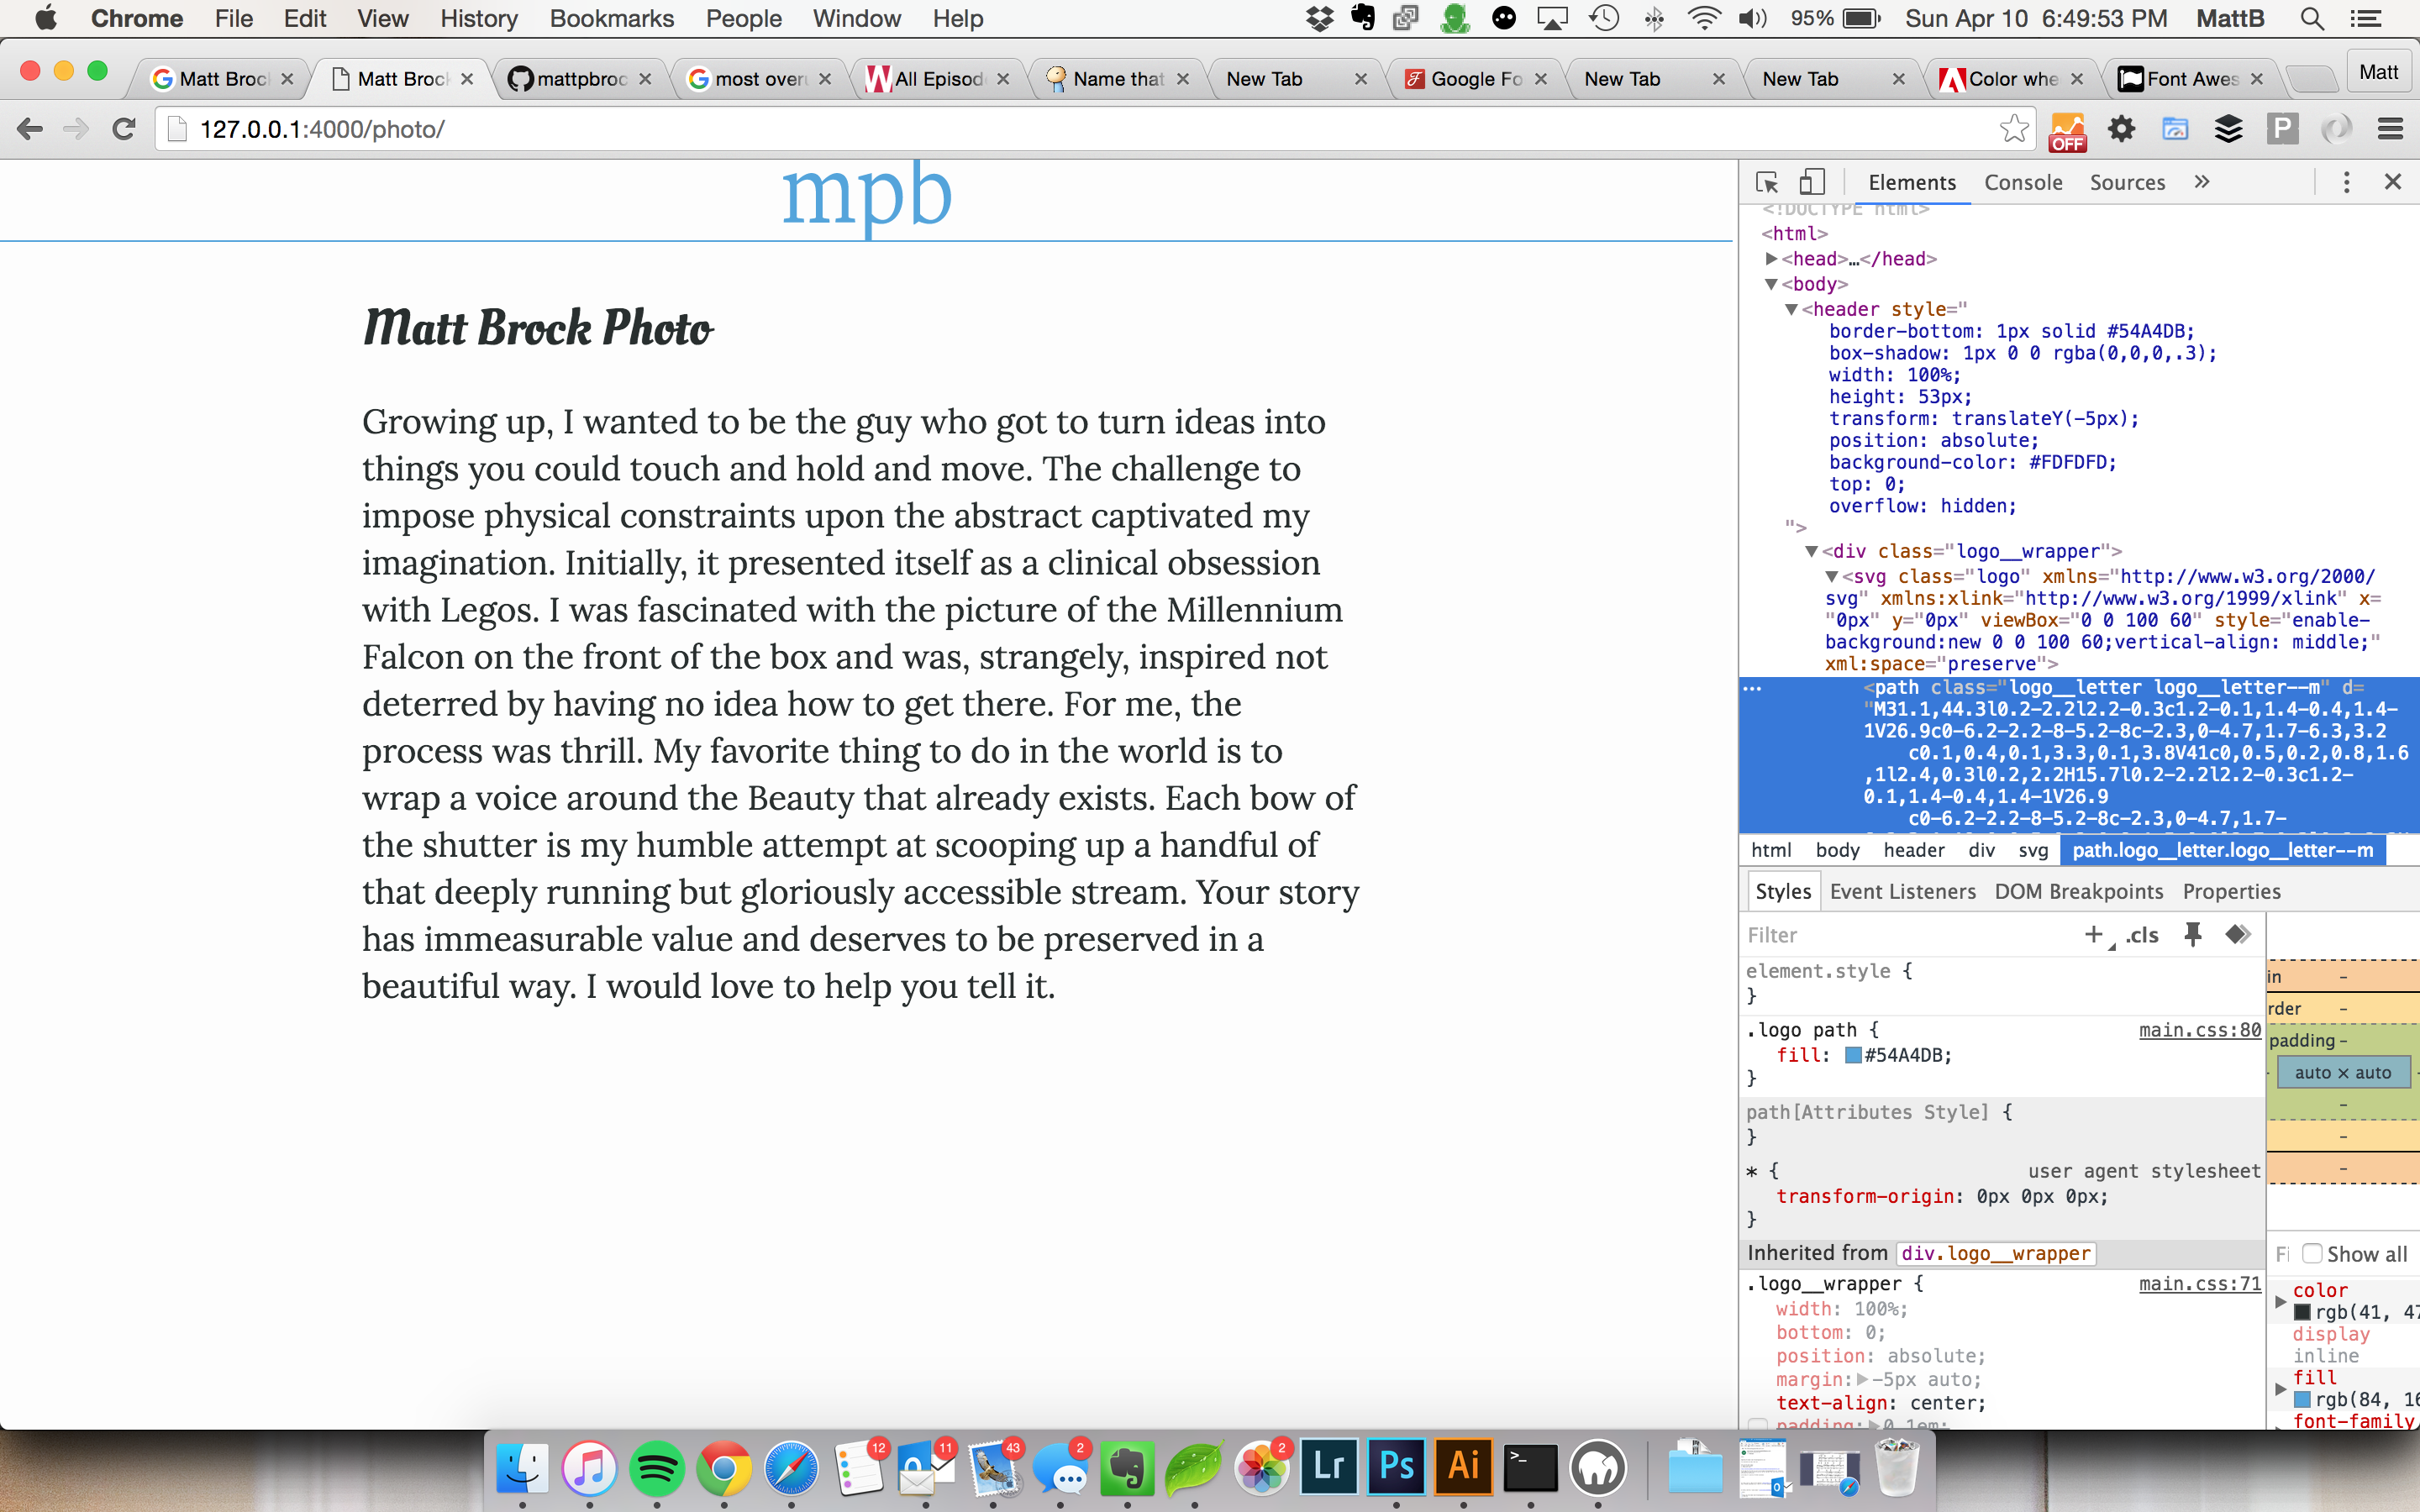 Chrome File Edit View History Bookmarks People Window Help 95% Sun Apr 10 6:49:53 PM MattB
Matt Broc Matt Brock mattpbroc most over All Episod Name that New Tab Google Fo New Tab New Tab Color whe Font Awes Matt
127.0.0.1:4000/photo/
OFF P
mpb
Matt Brock Photo
Growing up, I wanted to be the guy who got to turn ideas into
things you could touch and hold and move. The challenge to
impose physical constraints upon the abstract captivated my
imagination. Initially, it presented itself as a clinical obsession
with Legos. I was fascinated with the picture of the Millennium
Falcon on the front of the box and was, strangely, inspired not
deterred by having no idea how to get there. For me, the
process was thrill. My favorite thing to do in the world is to
wrap a voice around the Beauty that already exists. Each bow of
the shutter is my humble attempt at scooping up a handful of
that deeply running but gloriously accessible stream. Your story
has immeasurable value and deserves to be preserved in a
beautiful way. I would love to help you tell it.
Elements Console Sources
<!DOCTYPE html>
<html>
<head>…</head>
<body>
<header style="
border-bottom: 1px solid #54A4DB;
box-shadow: 1px 0 0 rgba(0,0,0,.3);
width: 100%;
height: 53px;
transform: translateY(-5px);
position: absolute;
background-color: #FDFDFD;
top: 0;
overflow: hidden;
">
<div class="logo__wrapper">
<svg class="logo" xmlns="http://www.w3.org/2000/
svg" xmlns:xlink="http://www.w3.org/1999/xlink" x=
"0px" y="0px" viewBox="0 0 100 60" style="enable-
background:new 0 0 100 60;vertical-align: middle;"
xml:space="preserve">
<path class="logo__letter logo__letter--m" d=
"M31.1,44.3l0.2-2.2l2.2-0.3c1.2-0.1,1.4-0.4,1.4-
1V26.9c0-6.2-2.2-8-5.2-8c-2.3,0-4.7,1.7-6.3,3.2
c0.1,0.4,0.1,3.3,0.1,3.8V41c0,0.5,0.2,0.8,1.6
,1l2.4,0.3l0.2,2.2H15.7l0.2-2.2l2.2-0.3c1.2-
0.1,1.4-0.4,1.4-1V26.9
c0-6.2-2.2-8-5.2-8c-2.3,0-4.7,1.7-
html body header div svg path.logo__letter.logo__letter--m
Styles Event Listeners DOM Breakpoints Properties
Filter + .cls
element.style {
}
.logo path { main.css:80
fill: #54A4DB;
}
path[Attributes Style] {
}
* { user agent stylesheet
transform-origin: 0px 0px 0px;
}
Inherited from div.logo__wrapper
.logo__wrapper { main.css:71
width: 100%;
bottom: 0;
position: absolute;
margin: -5px auto;
text-align: center;
padding: 0 1em;
in -
rder -
padding -
auto × auto
-
-
-
Fi Show all
color
rgb(41, 47
display
inline
fill
rgb(84, 16
font-family
12 11 43 2 2
Lr Ps Ai >_